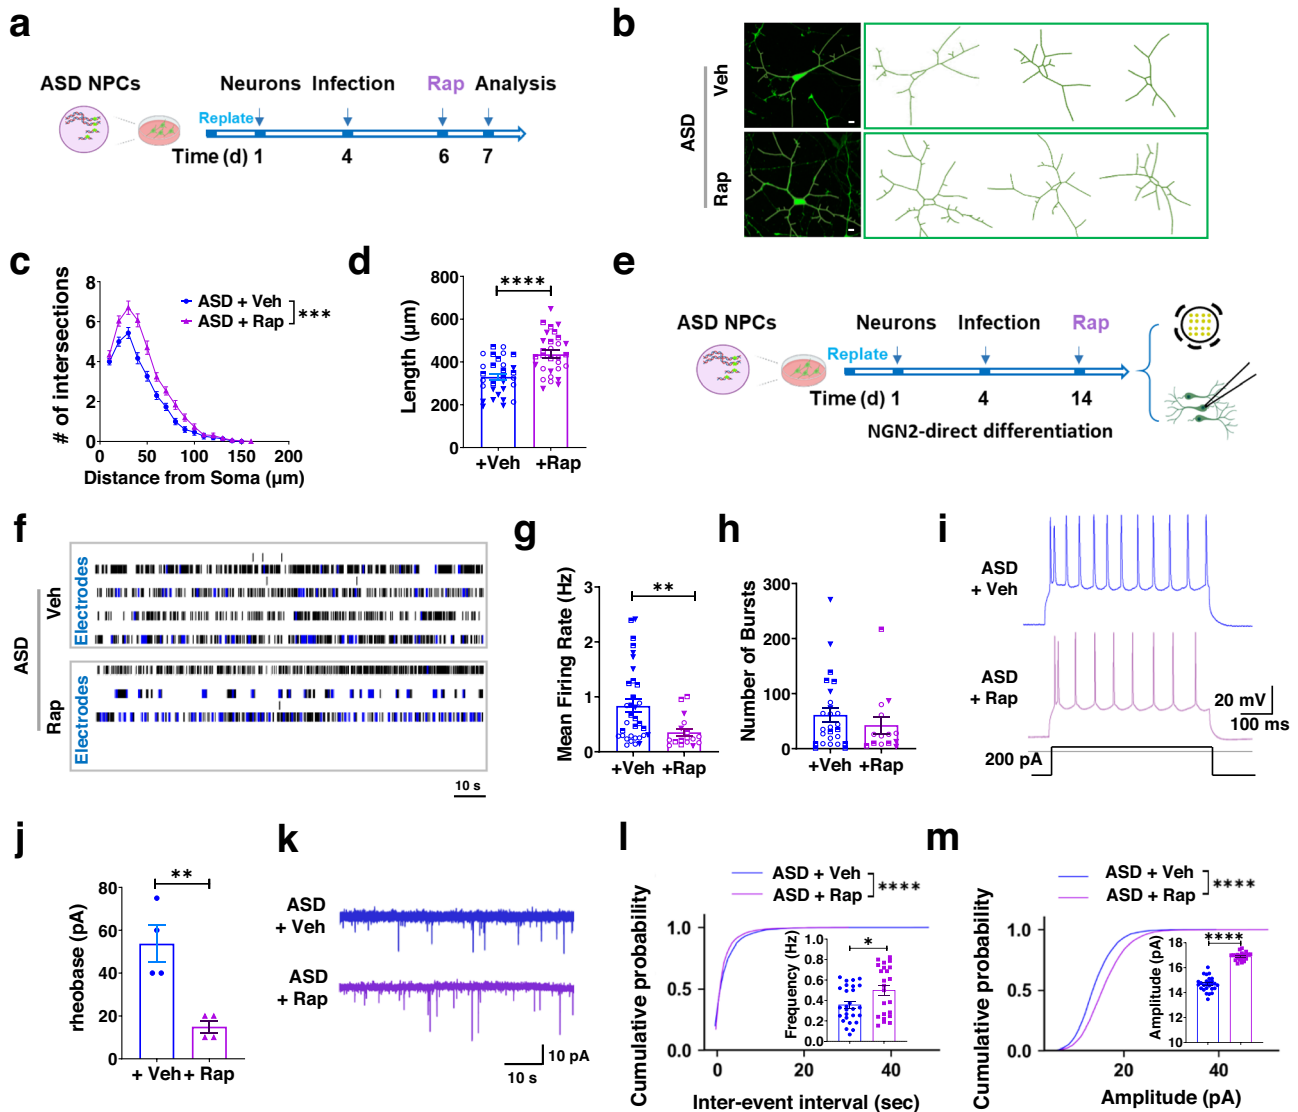 a
ASD NPCs
Neurons
Infection
Rap
Analysis
Replate
Time (d)
1
4
6
7
b
ASD
Veh
Rap
c
# of intersections
8
6
4
2
0
0
50
100
150
200
Distance from Soma (µm)
ASD + Veh
ASD + Rap
***
d
Length (µm)
800
600
400
200
0
****
+Veh
+Rap
e
ASD NPCs
Neurons
Infection
Rap
Replate
Time (d)
1
4
14
NGN2-direct differentiation
f
ASD
Veh
Rap
Electrodes
Electrodes
10 s
g
Mean Firing Rate (Hz)
3
2
1
0
**
+Veh
+Rap
h
Number of Bursts
300
200
100
0
+Veh
+Rap
i
ASD
+ Veh
ASD
+ Rap
20 mV
100 ms
200 pA
j
rheobase (pA)
80
60
40
20
0
**
+ Veh
+ Rap
k
ASD
+ Veh
ASD
+ Rap
10 pA
10 s
l
ASD + Veh
ASD + Rap
****
Cumulative probability
1.0
0.5
0.0
0
20
40
Inter-event interval (sec)
Frequency (Hz)
1.0
0.8
0.6
0.4
0.2
0.0
*
m
ASD + Veh
ASD + Rap
****
Cumulative probability
1.0
0.5
0.0
20
40
Amplitude (pA)
Amplitude (pA)
18
16
14
12
10
****